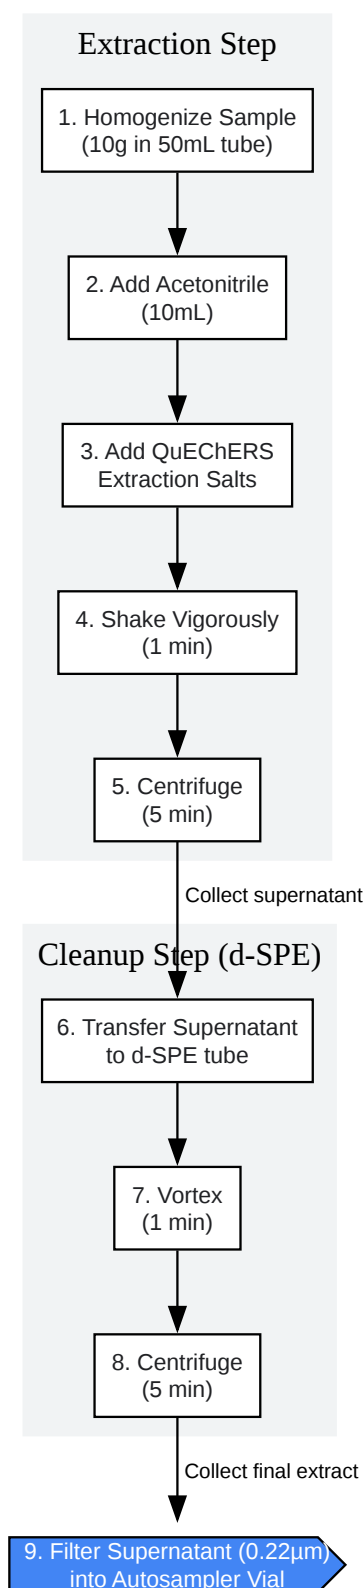 Extraction Step
1. Homogenize Sample
(10g in 50mL tube)
2. Add Acetonitrile
(10mL)
3. Add QuEChERS
Extraction Salts
4. Shake Vigorously
(1 min)
5. Centrifuge
(5 min)
Collect supernatant
Cleanup Step (d-SPE)
6. Transfer Supernatant
to d-SPE tube
7. Vortex
(1 min)
8. Centrifuge
(5 min)
Collect final extract
9. Filter Supernatant (0.22µm)
into Autosampler Vial